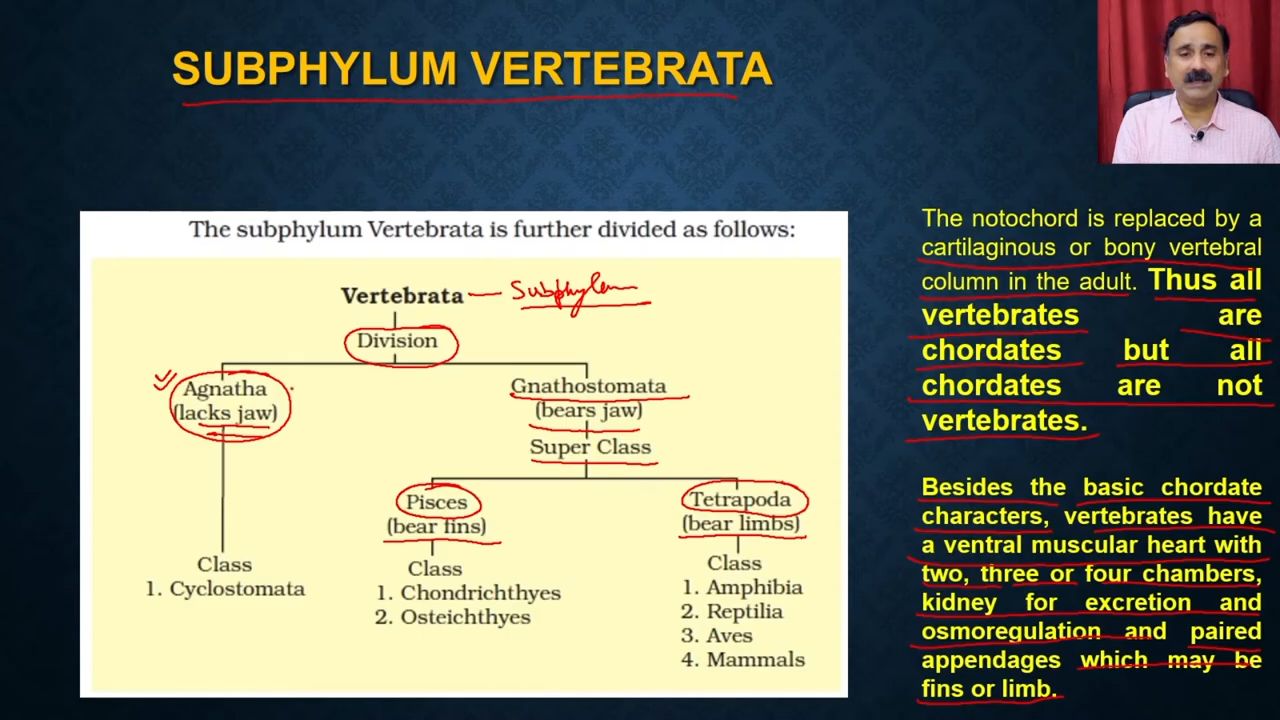 SUBPHYLUM VERTEBRATA
The subphylum Vertebrata is further divided as follows:
Vertebrata
Subphylum
Division
Agnatha
(lacks jaw)
Gnathostomata
(bears jaw)
Super Class
Pisces
(bear fins)
Tetrapoda
(bear limbs)
Class
1. Cyclostomata
Class
1. Chondrichthyes
2. Osteichthyes
Class
1. Amphibia
2. Reptilia
3. Aves
4. Mammals
The notochord is replaced by a
cartilaginous or bony vertebral
column in the adult. Thus all
vertebrates are
chordates but all
chordates are not
vertebrates.
Besides the basic chordate
characters, vertebrates have
a ventral muscular heart with
two, three or four chambers,
kidney for excretion and
osmoregulation and paired
appendages which may be
fins or limb.